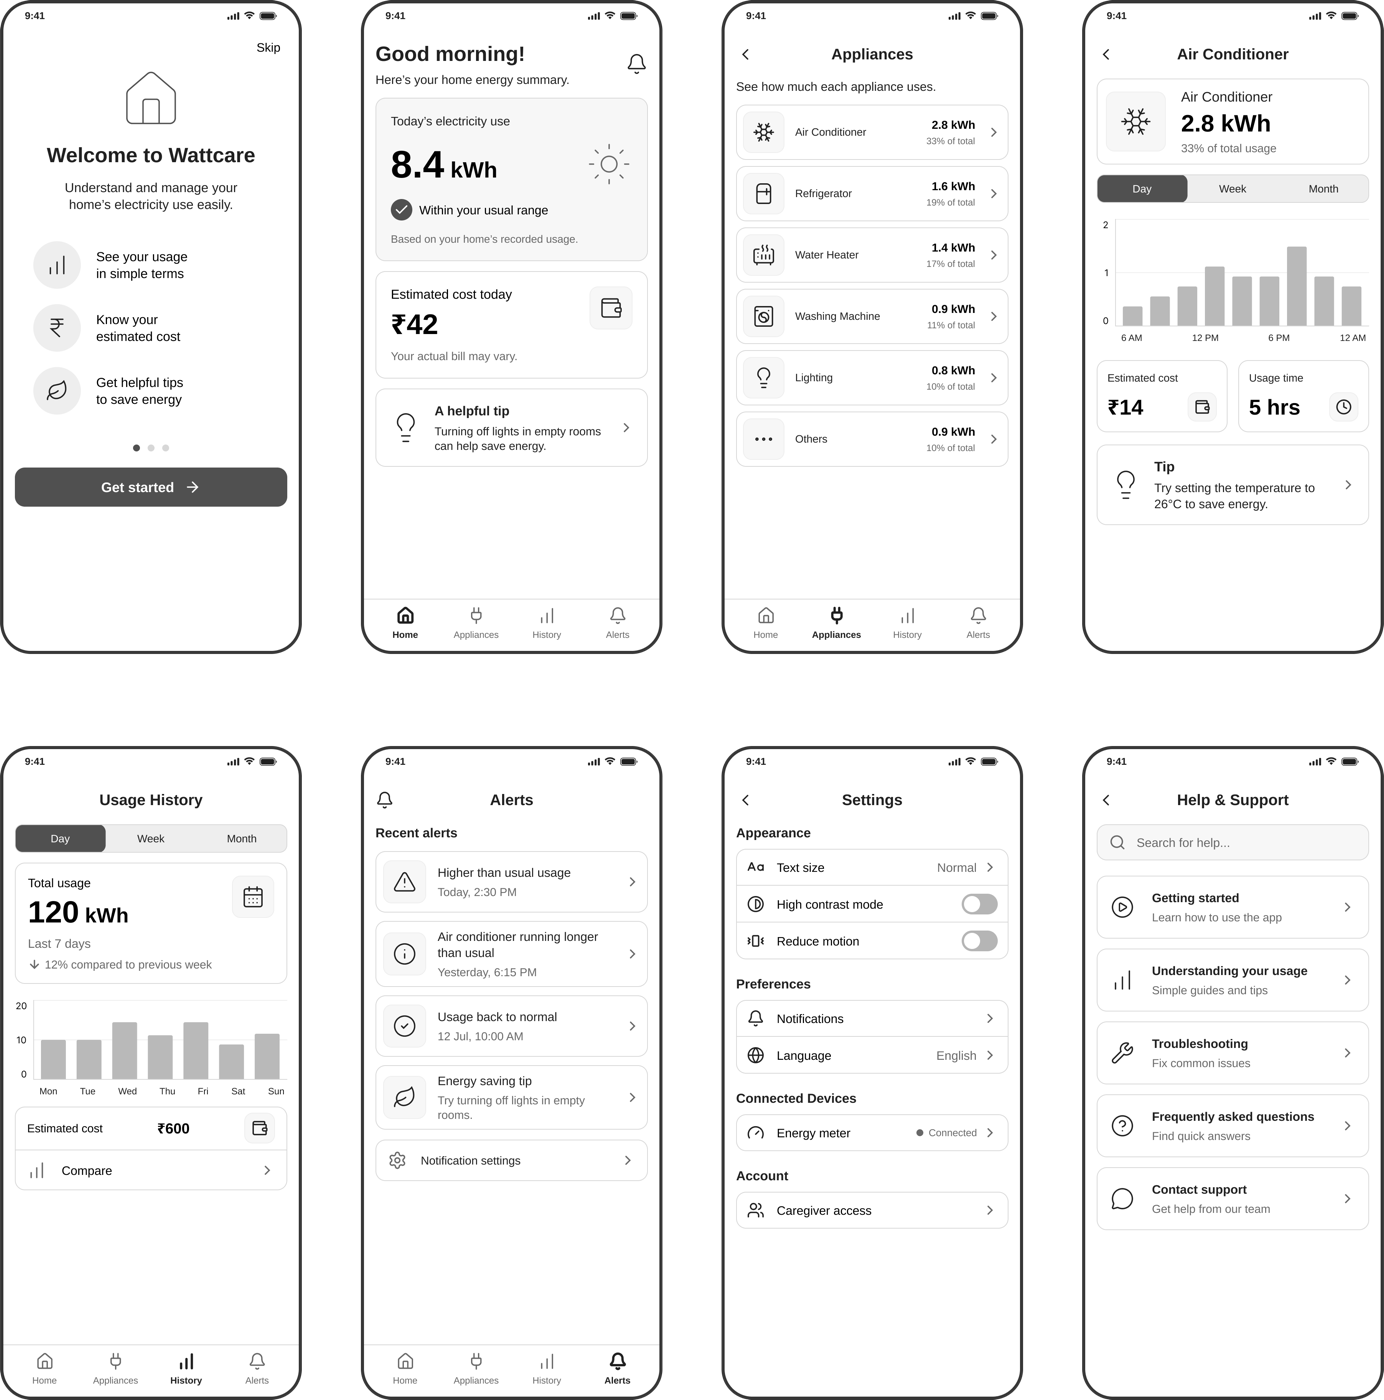 9:41
Skip
Welcome to Wattcare
Understand and manage your
home’s electricity use easily.
See your usage
in simple terms
Know your
estimated cost
Get helpful tips
to save energy
Get started
9:41
Good morning!
Here’s your home energy summary.
Today’s electricity use
8.4 kWh
Within your usual range
Based on your home’s recorded usage.
Estimated cost today
₹42
Your actual bill may vary.
A helpful tip
Turning off lights in empty rooms
can help save energy.
Home Appliances History Alerts
9:41
Appliances
See how much each appliance uses.
Air Conditioner 2.8 kWh
33% of total
Refrigerator 1.6 kWh
19% of total
Water Heater 1.4 kWh
17% of total
Washing Machine 0.9 kWh
11% of total
Lighting 0.8 kWh
10% of total
Others 0.9 kWh
10% of total
Home Appliances History Alerts
9:41
Air Conditioner
Air Conditioner
2.8 kWh
33% of total usage
Day Week Month
2
1
0
6 AM 12 PM 6 PM 12 AM
Estimated cost
₹14
Usage time
5 hrs
Tip
Try setting the temperature to
26°C to save energy.
9:41
Usage History
Day Week Month
Total usage
120 kWh
Last 7 days
12% compared to previous week
20
10
0
Mon Tue Wed Thu Fri Sat Sun
Estimated cost ₹600
Compare
Home Appliances History Alerts
9:41
Alerts
Recent alerts
Higher than usual usage
Today, 2:30 PM
Air conditioner running longer
than usual
Yesterday, 6:15 PM
Usage back to normal
12 Jul, 10:00 AM
Energy saving tip
Try turning off lights in empty
rooms.
Notification settings
Home Appliances History Alerts
9:41
Settings
Appearance
Aa Text size Normal
High contrast mode
Reduce motion
Preferences
Notifications
Language English
Connected Devices
Energy meter Connected
Account
Caregiver access
9:41
Help & Support
Search for help...
Getting started
Learn how to use the app
Understanding your usage
Simple guides and tips
Troubleshooting
Fix common issues
Frequently asked questions
Find quick answers
Contact support
Get help from our team